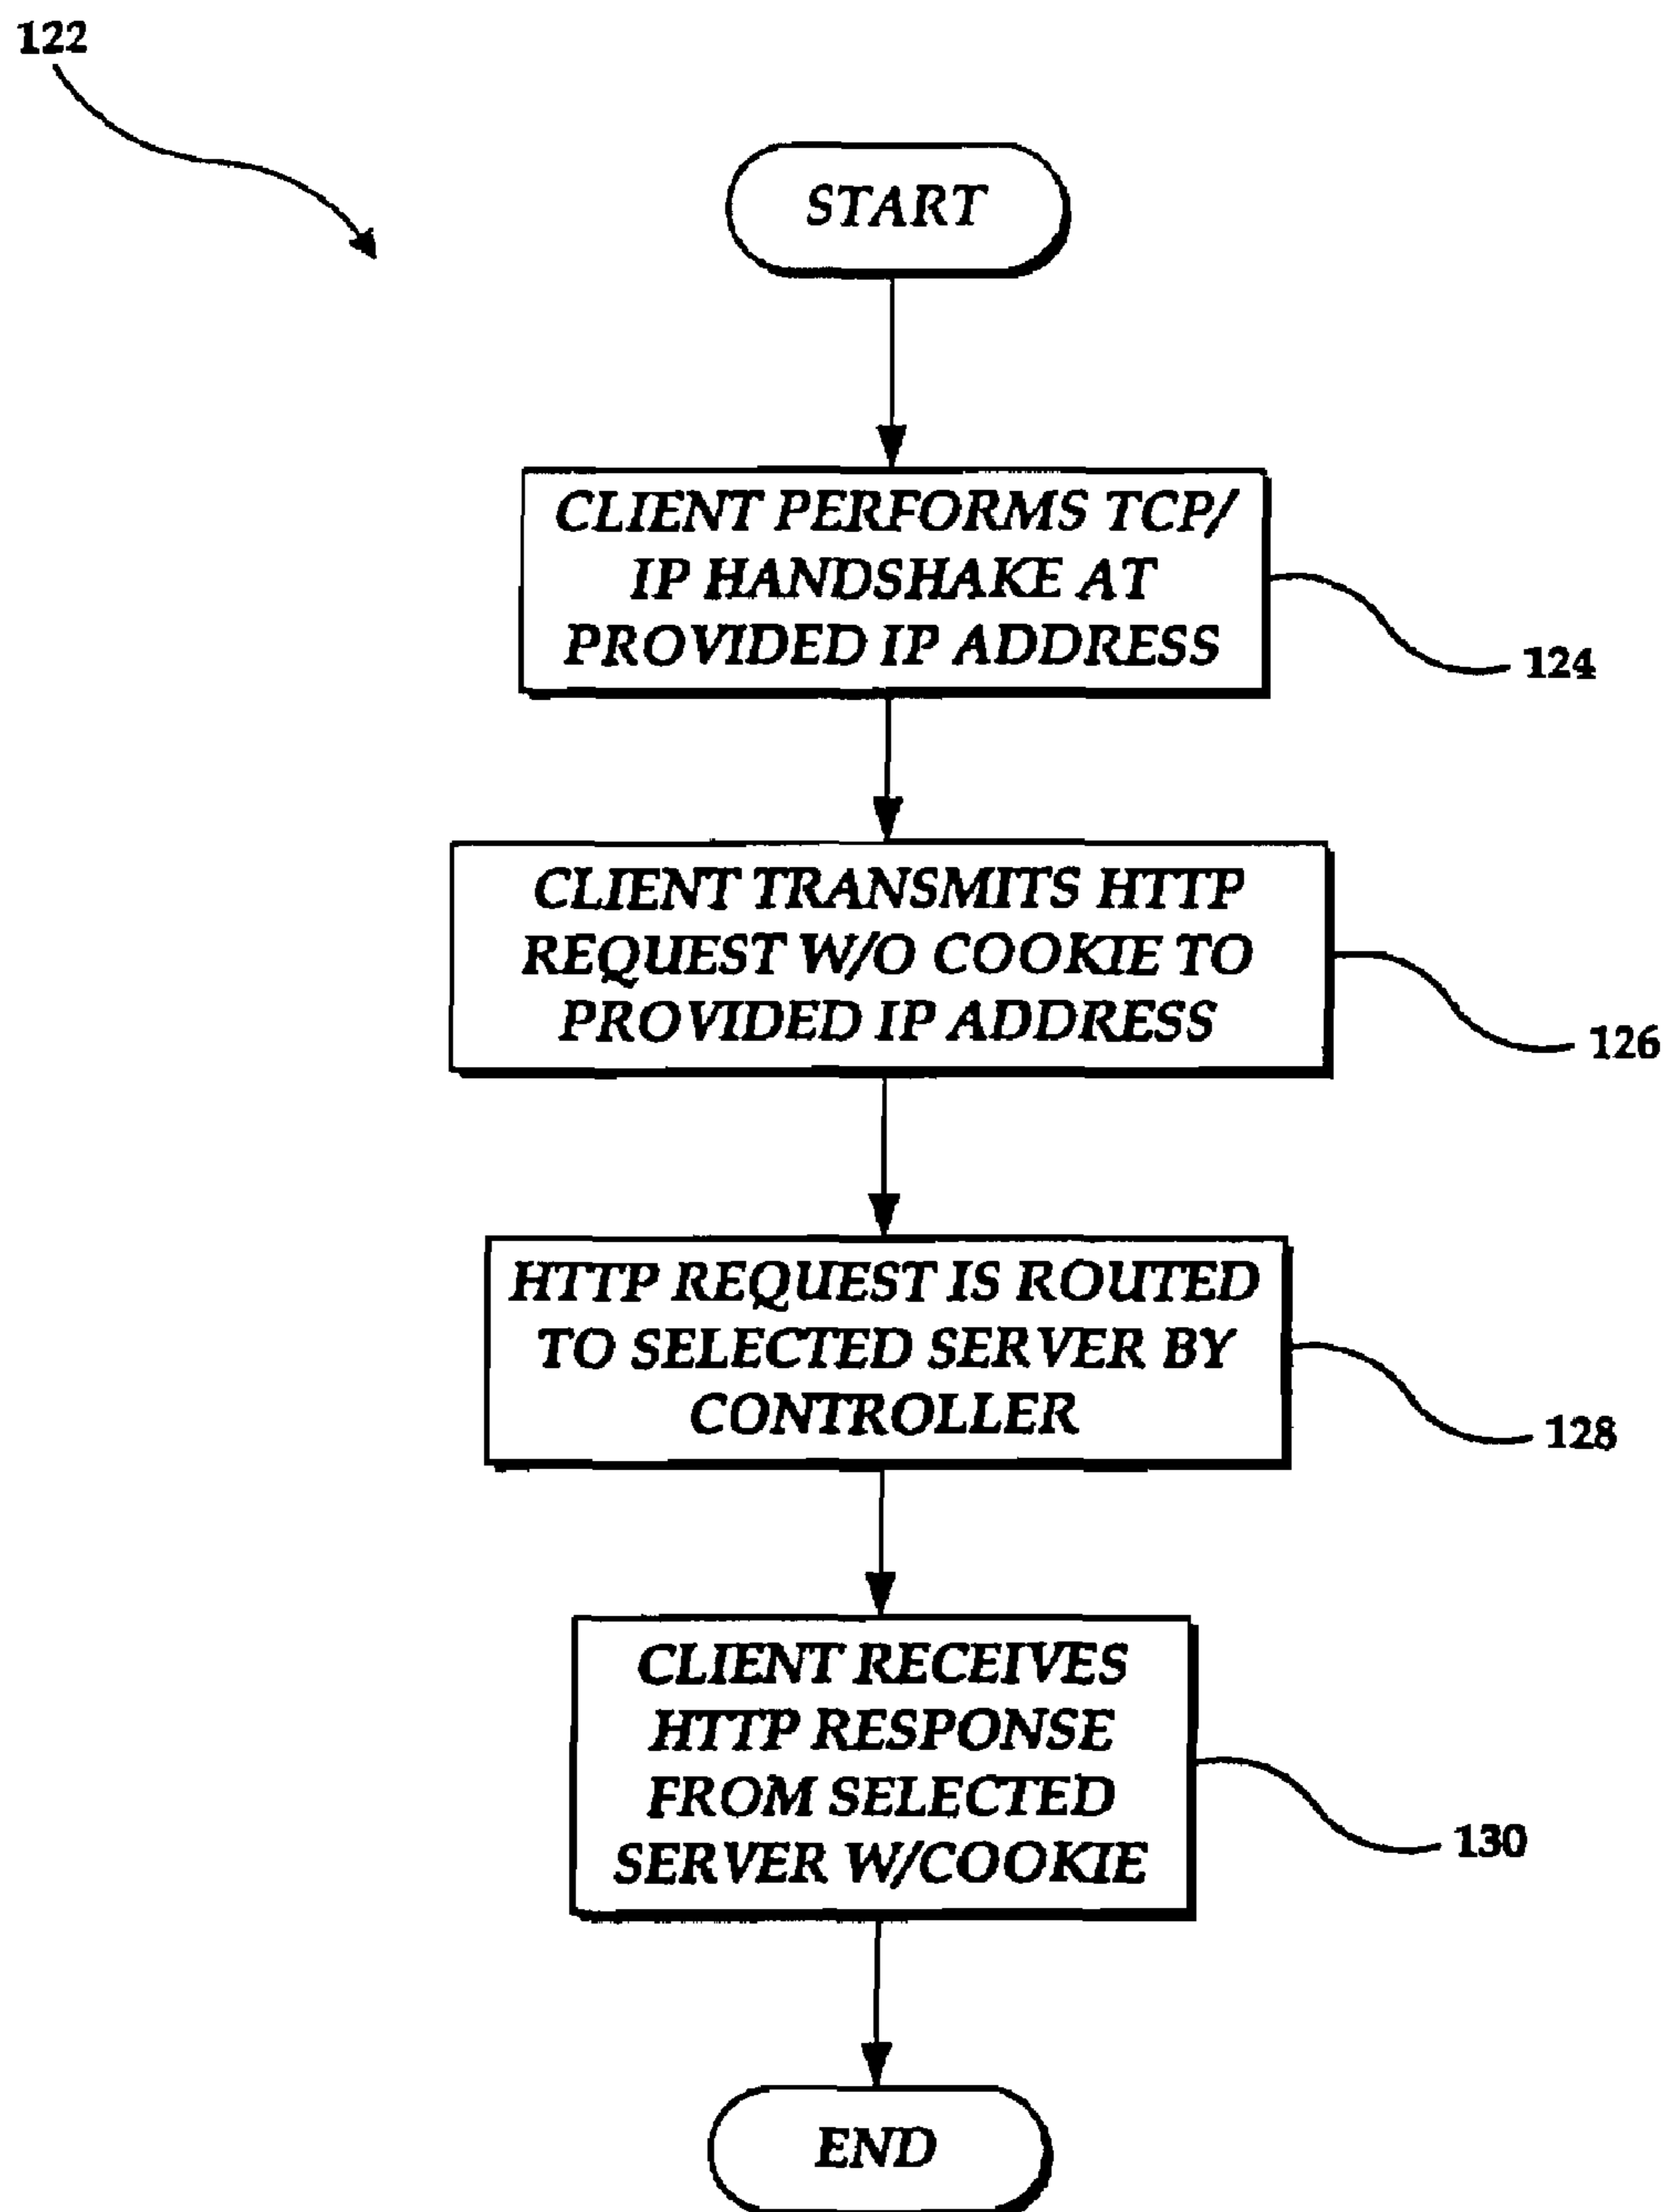 122
START
CLIENT PERFORMS TCP/
IP HANDSHAKE AT
PROVIDED IP ADDRESS
124
CLIENT TRANSMITS HTTP
REQUEST W/O COOKIE TO
PROVIDED IP ADDRESS
126
HTTP REQUEST IS ROUTED
TO SELECTED SERVER BY
CONTROLLER
128
CLIENT RECEIVES
HTTP RESPONSE
FROM SELECTED
SERVER W/COOKIE
130
END